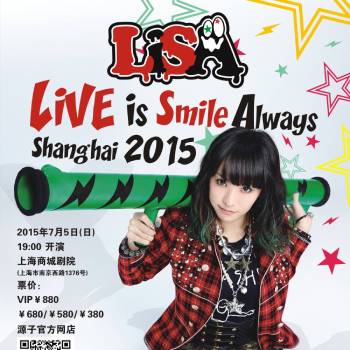 LiSA
LiVE is Smile Always
Shanghai 2015
2015年7月5日(日)
19:00 开演
上海商城剧院
(上海市南京西路1376号)
票价:
VIP￥880
￥680/￥580/￥380
源子官方网店